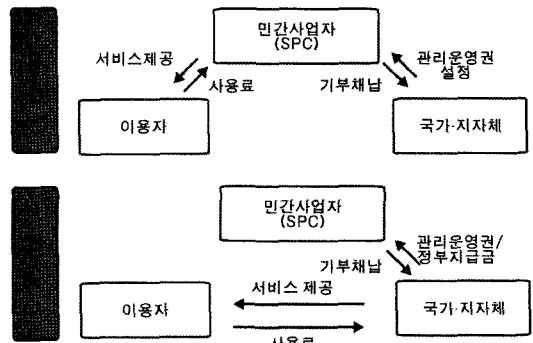 민간사업자
(SPC)
서비스제공
사용료
기부채납
관리운영권
설정
이용자
국가·지자체
민간사업자
(SPC)
기부채납
관리운영권/
정부지급금
서비스 제공
이용자
국가·지자체
사용료